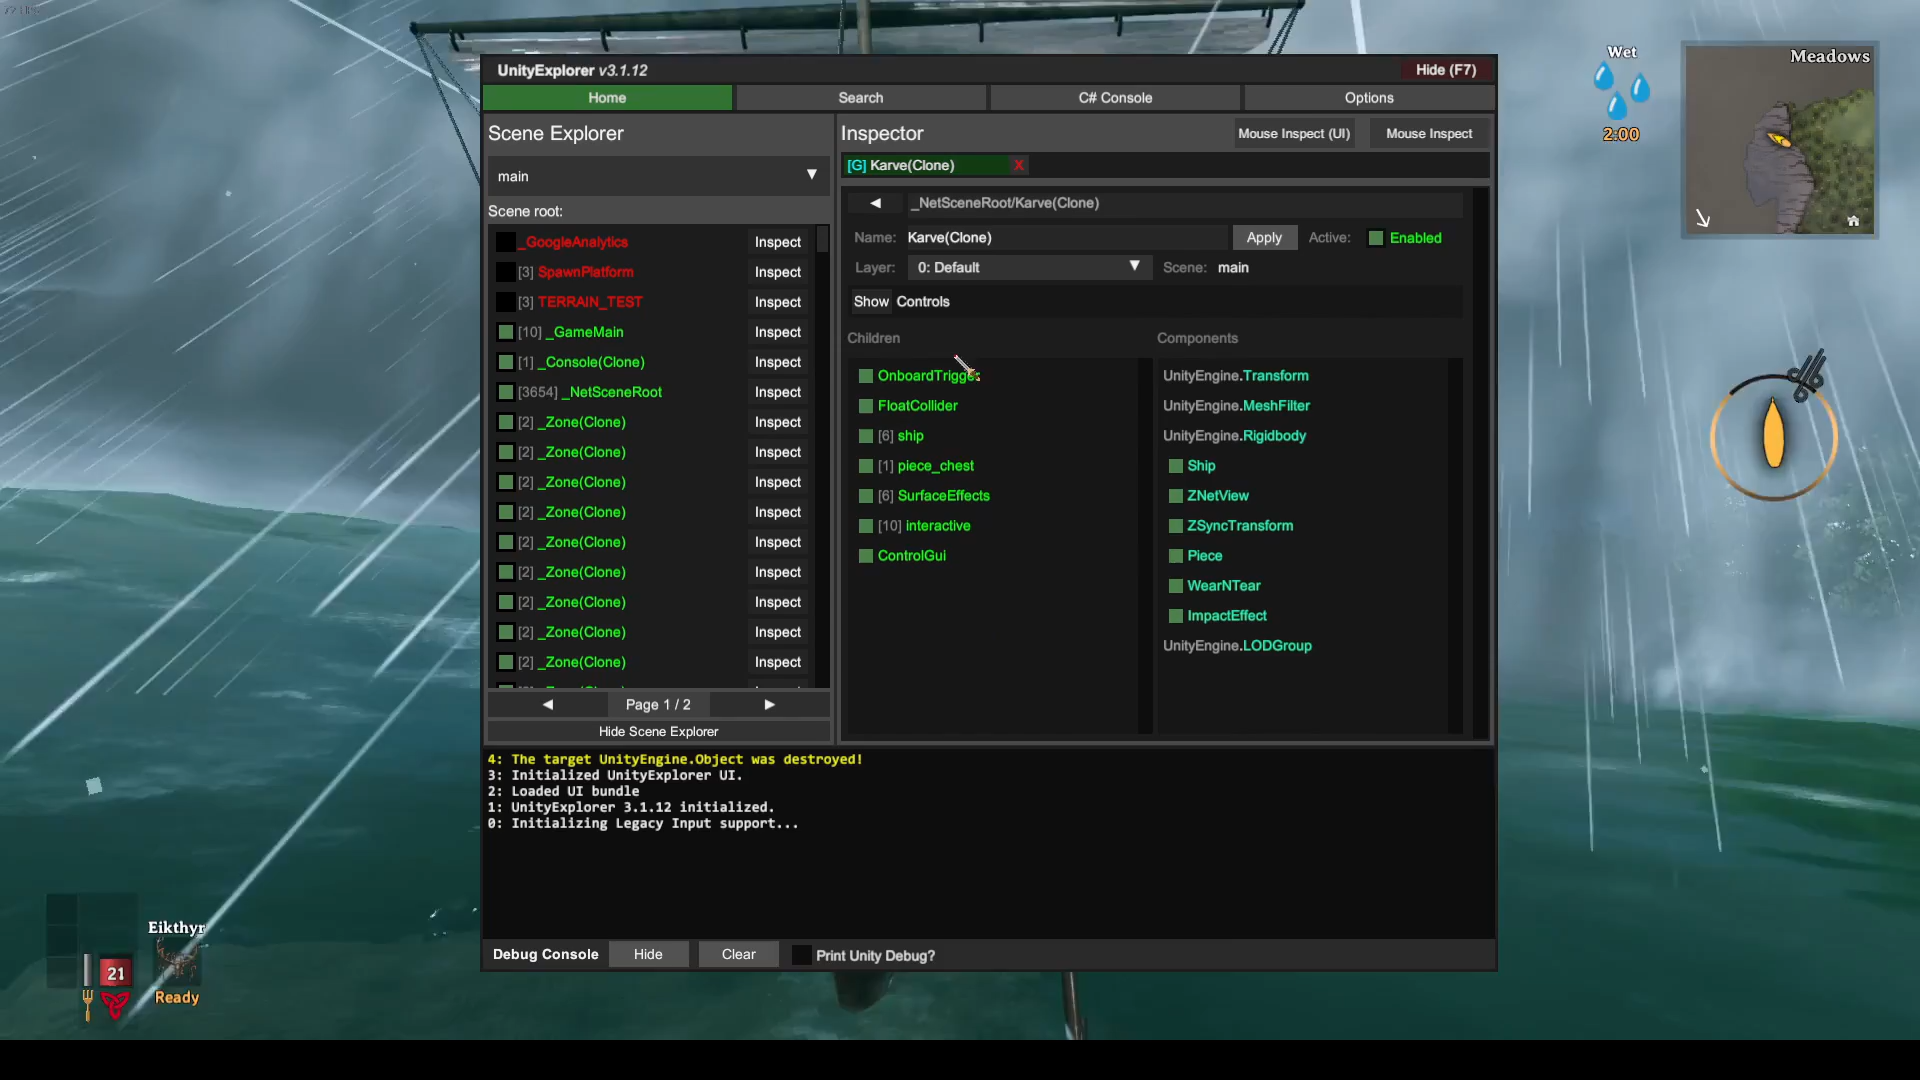 UnityExplorer v3.1.12
Hide (F7)
Home
Search
C# Console
Options
Scene Explorer
main
▼
Scene root:
_GoogleAnalytics
Inspect
[3] SpawnPlatform
Inspect
[3] TERRAIN_TEST
Inspect
[10] _GameMain
Inspect
[1] _Console(Clone)
Inspect
[3654] _NetSceneRoot
Inspect
[2] _Zone(Clone)
Inspect
[2] _Zone(Clone)
Inspect
[2] _Zone(Clone)
Inspect
[2] _Zone(Clone)
Inspect
[2] _Zone(Clone)
Inspect
[2] _Zone(Clone)
Inspect
[2] _Zone(Clone)
Inspect
[2] _Zone(Clone)
Inspect
[2] _Zone(Clone)
Inspect
◄
Page 1 / 2
►
Hide Scene Explorer
Inspector
Mouse Inspect (UI)
Mouse Inspect
[G] Karve(Clone)
X
◄
_NetSceneRoot/Karve(Clone)
Name:
Karve(Clone)
Apply
Active:
Enabled
Layer:
0: Default
▼
Scene:
main
Show
Controls
Children
OnboardTrigger
FloatCollider
[6] ship
[1] piece_chest
[6] SurfaceEffects
[10] interactive
ControlGui
Components
UnityEngine.Transform
UnityEngine.MeshFilter
UnityEngine.Rigidbody
Ship
ZNetView
ZSyncTransform
Piece
WearNTear
ImpactEffect
UnityEngine.LODGroup
4: The target UnityEngine.Object was destroyed!
3: Initialized UnityExplorer UI.
2: Loaded UI bundle
1: UnityExplorer 3.1.12 initialized.
0: Initializing Legacy Input support...
Debug Console
Hide
Clear
Print Unity Debug?
Wet
2:00
Meadows
Eikthyr
21
Ready